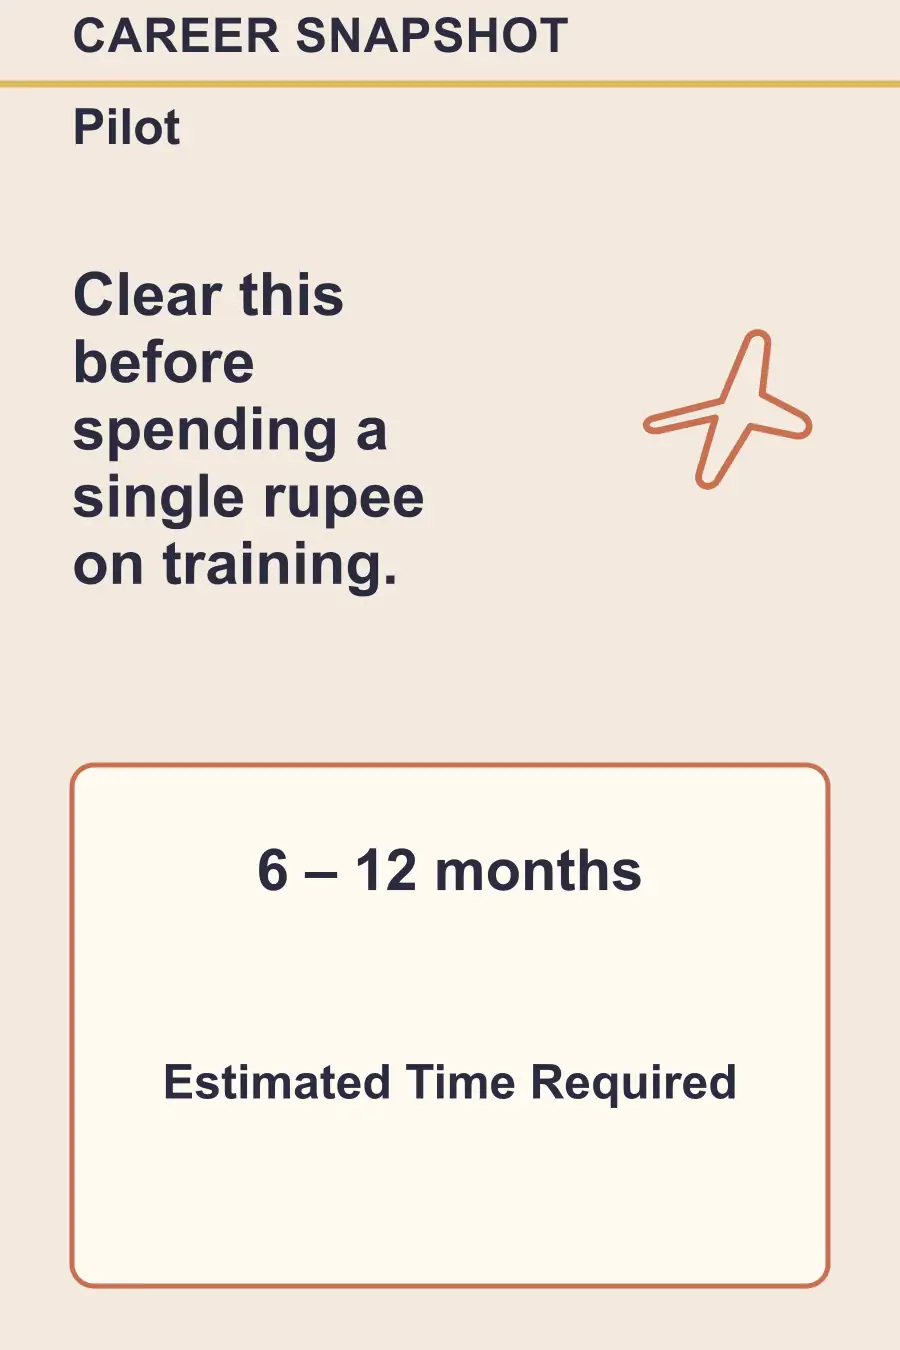 CAREER SNAPSHOT
Pilot
Clear this
before
spending a
single rupee
on training.
6 – 12 months
Estimated Time Required